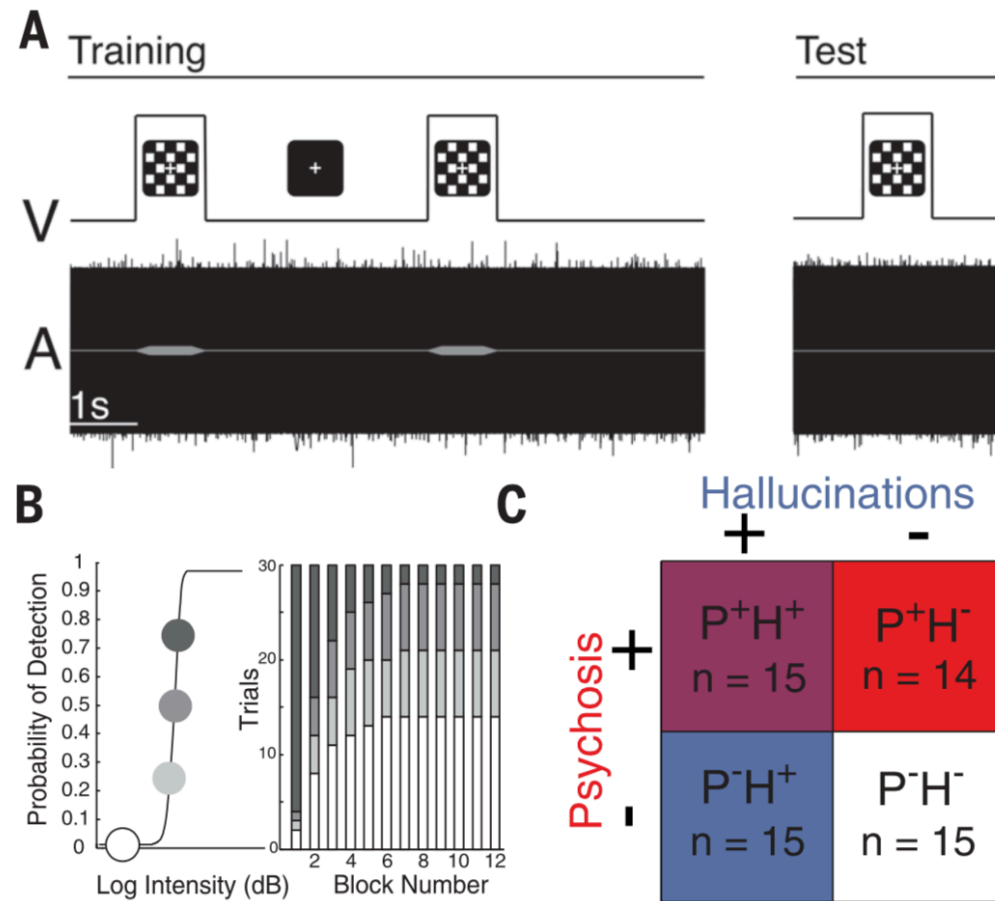 A
Training
Test
V
A
1s
B
1
0.9
0.8
0.7
0.6
0.5
0.4
0.3
0.2
0.1
0
Probability of Detection
Log Intensity (dB)
30
20
10
0
Trials
2 4 6 8 10 12
Block Number
C
Hallucinations
+ -
Psychosis
+
-
P⁺H⁺
n = 15
P⁺H⁻
n = 14
P⁻H⁺
n = 15
P⁻H⁻
n = 15